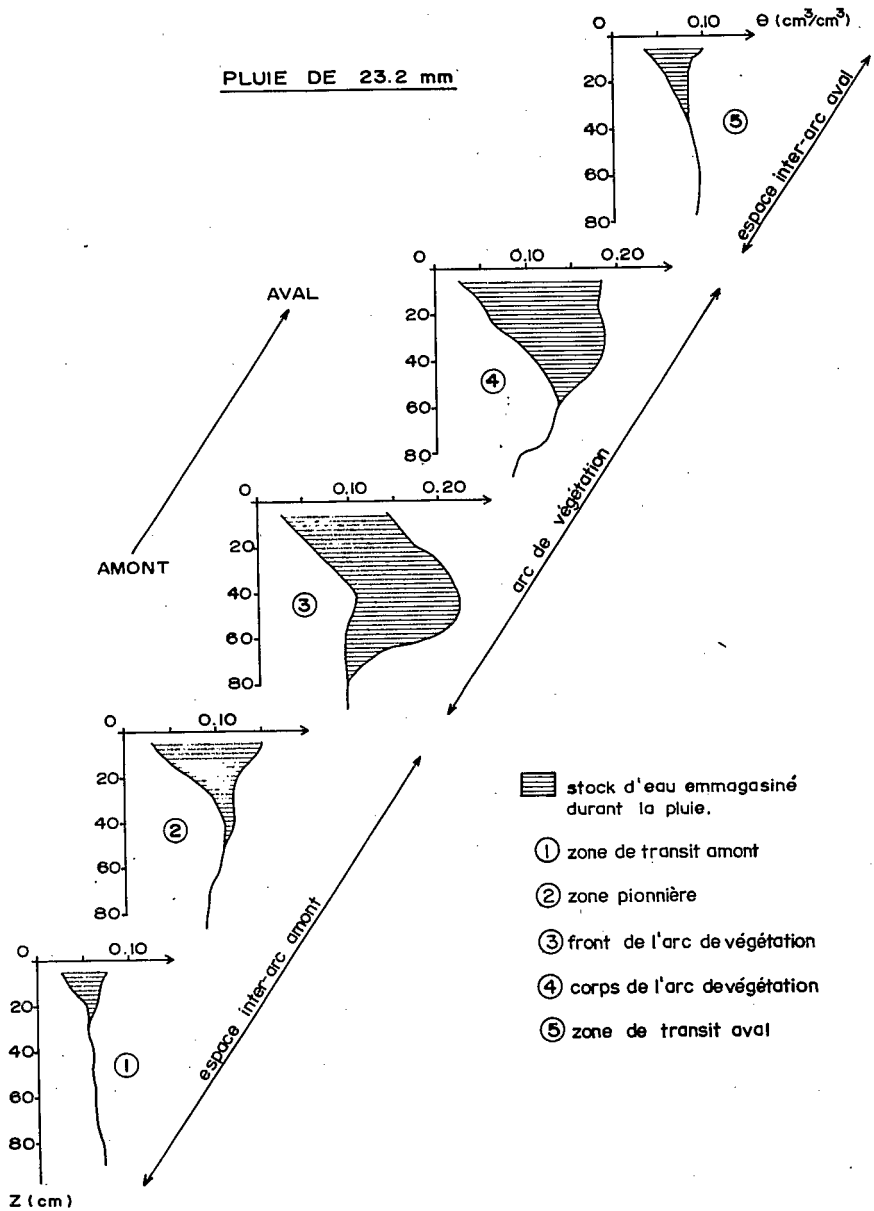 0 0.10 θ (cm³/cm³)
PLUIE DE 23.2 mm
20
40
60
80
5
espace inter-arc aval
0 0.10 0.20
20
40
60
80
4
AVAL
AMONT
arc de végétation
0 0.10 0.20
20
40
60
80
3
0 0.10
20
40
60
80
2
espace inter-arc amont
0 0.10
20
40
60
80
1
Z (cm)
stock d'eau emmagasiné
durant la pluie.
1 zone de transit amont
2 zone pionnière
3 front de l'arc de végétation
4 corps de l'arc de végétation
5 zone de transit aval